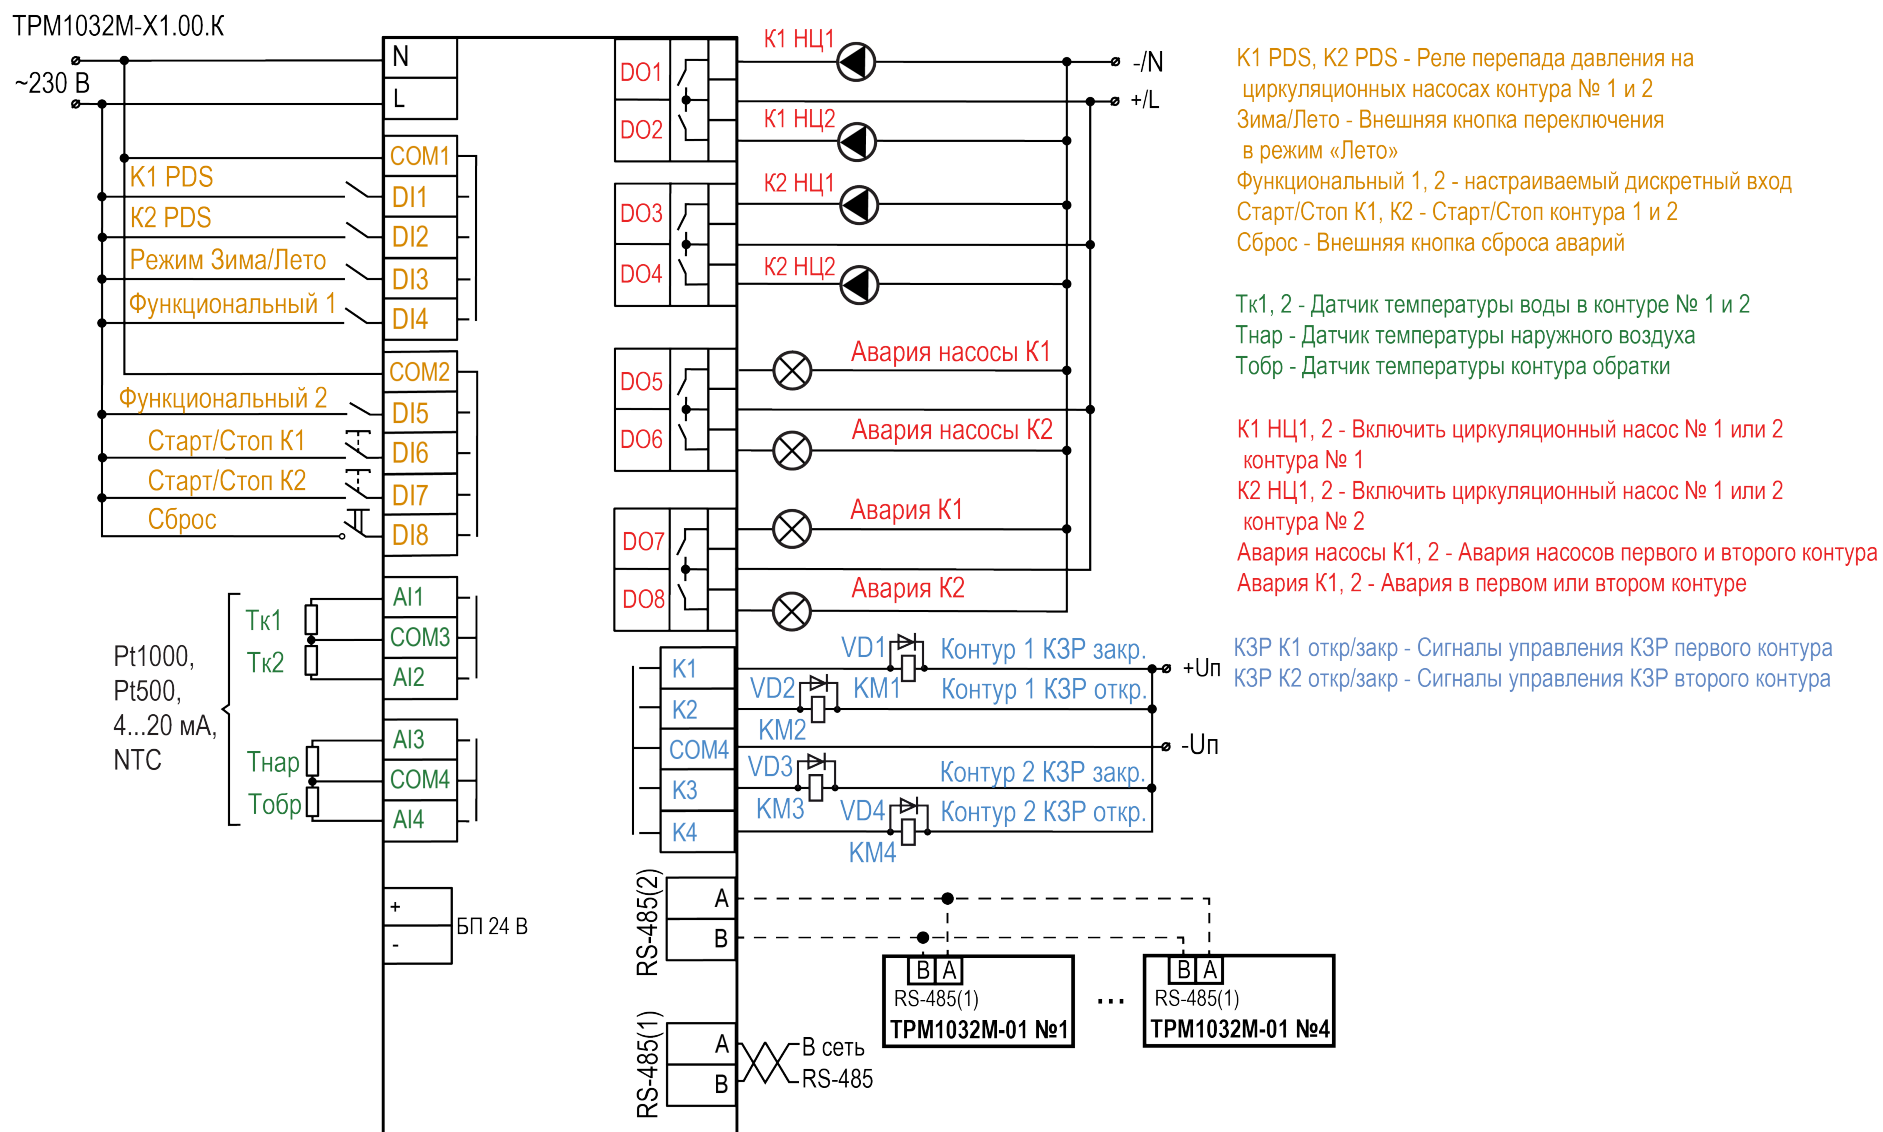 ТРМ1032М-Х1.00.К
~230 В
N
L
COM1
K1 PDS
DI1
К2 PDS
DI2
Режим Зима/Лето
DI3
Функциональный 1
DI4
COM2
Функциональный 2
DI5
Старт/Стоп К1
DI6
Старт/Стоп К2
DI7
Сброс
DI8
Pt1000,
Pt500,
4...20 мА,
NTC
Тк1
Тк2
AI1
COM3
AI2
Тнар
Тобр
AI3
COM4
AI4
+
-
БП 24 В
DO1
К1 НЦ1
-/N
+/L
DO2
К1 НЦ2
DO3
К2 НЦ1
DO4
К2 НЦ2
DO5
Авария насосы К1
DO6
Авария насосы К2
DO7
Авария К1
DO8
Авария К2
K1
VD1
KM1
Контур 1 КЗР закр.
+Uп
K2
VD2
KM2
Контур 1 КЗР откр.
COM4
-Uп
K3
VD3
KM3
Контур 2 КЗР закр.
K4
VD4
KM4
Контур 2 КЗР откр.
RS-485(2)
A
B
B A
RS-485(1)
ТРМ1032М-01 №1
...
B A
RS-485(1)
ТРМ1032М-01 №4
RS-485(1)
A
B
В сеть
RS-485
K1 PDS, K2 PDS - Реле перепада давления на
циркуляционных насосах контура № 1 и 2
Зима/Лето - Внешняя кнопка переключения
в режим «Лето»
Функциональный 1, 2 - настраиваемый дискретный вход
Старт/Стоп К1, К2 - Старт/Стоп контура 1 и 2
Сброс - Внешняя кнопка сброса аварий
Тк1, 2 - Датчик температуры воды в контуре № 1 и 2
Тнар - Датчик температуры наружного воздуха
Тобр - Датчик температуры контура обратки
К1 НЦ1, 2 - Включить циркуляционный насос № 1 или 2
контура № 1
К2 НЦ1, 2 - Включить циркуляционный насос № 1 или 2
контура № 2
Авария насосы К1, 2 - Авария насосов первого и второго контура
Авария К1, 2 - Авария в первом или втором контуре
КЗР К1 откр/закр - Сигналы управления КЗР первого контура
КЗР К2 откр/закр - Сигналы управления КЗР второго контура